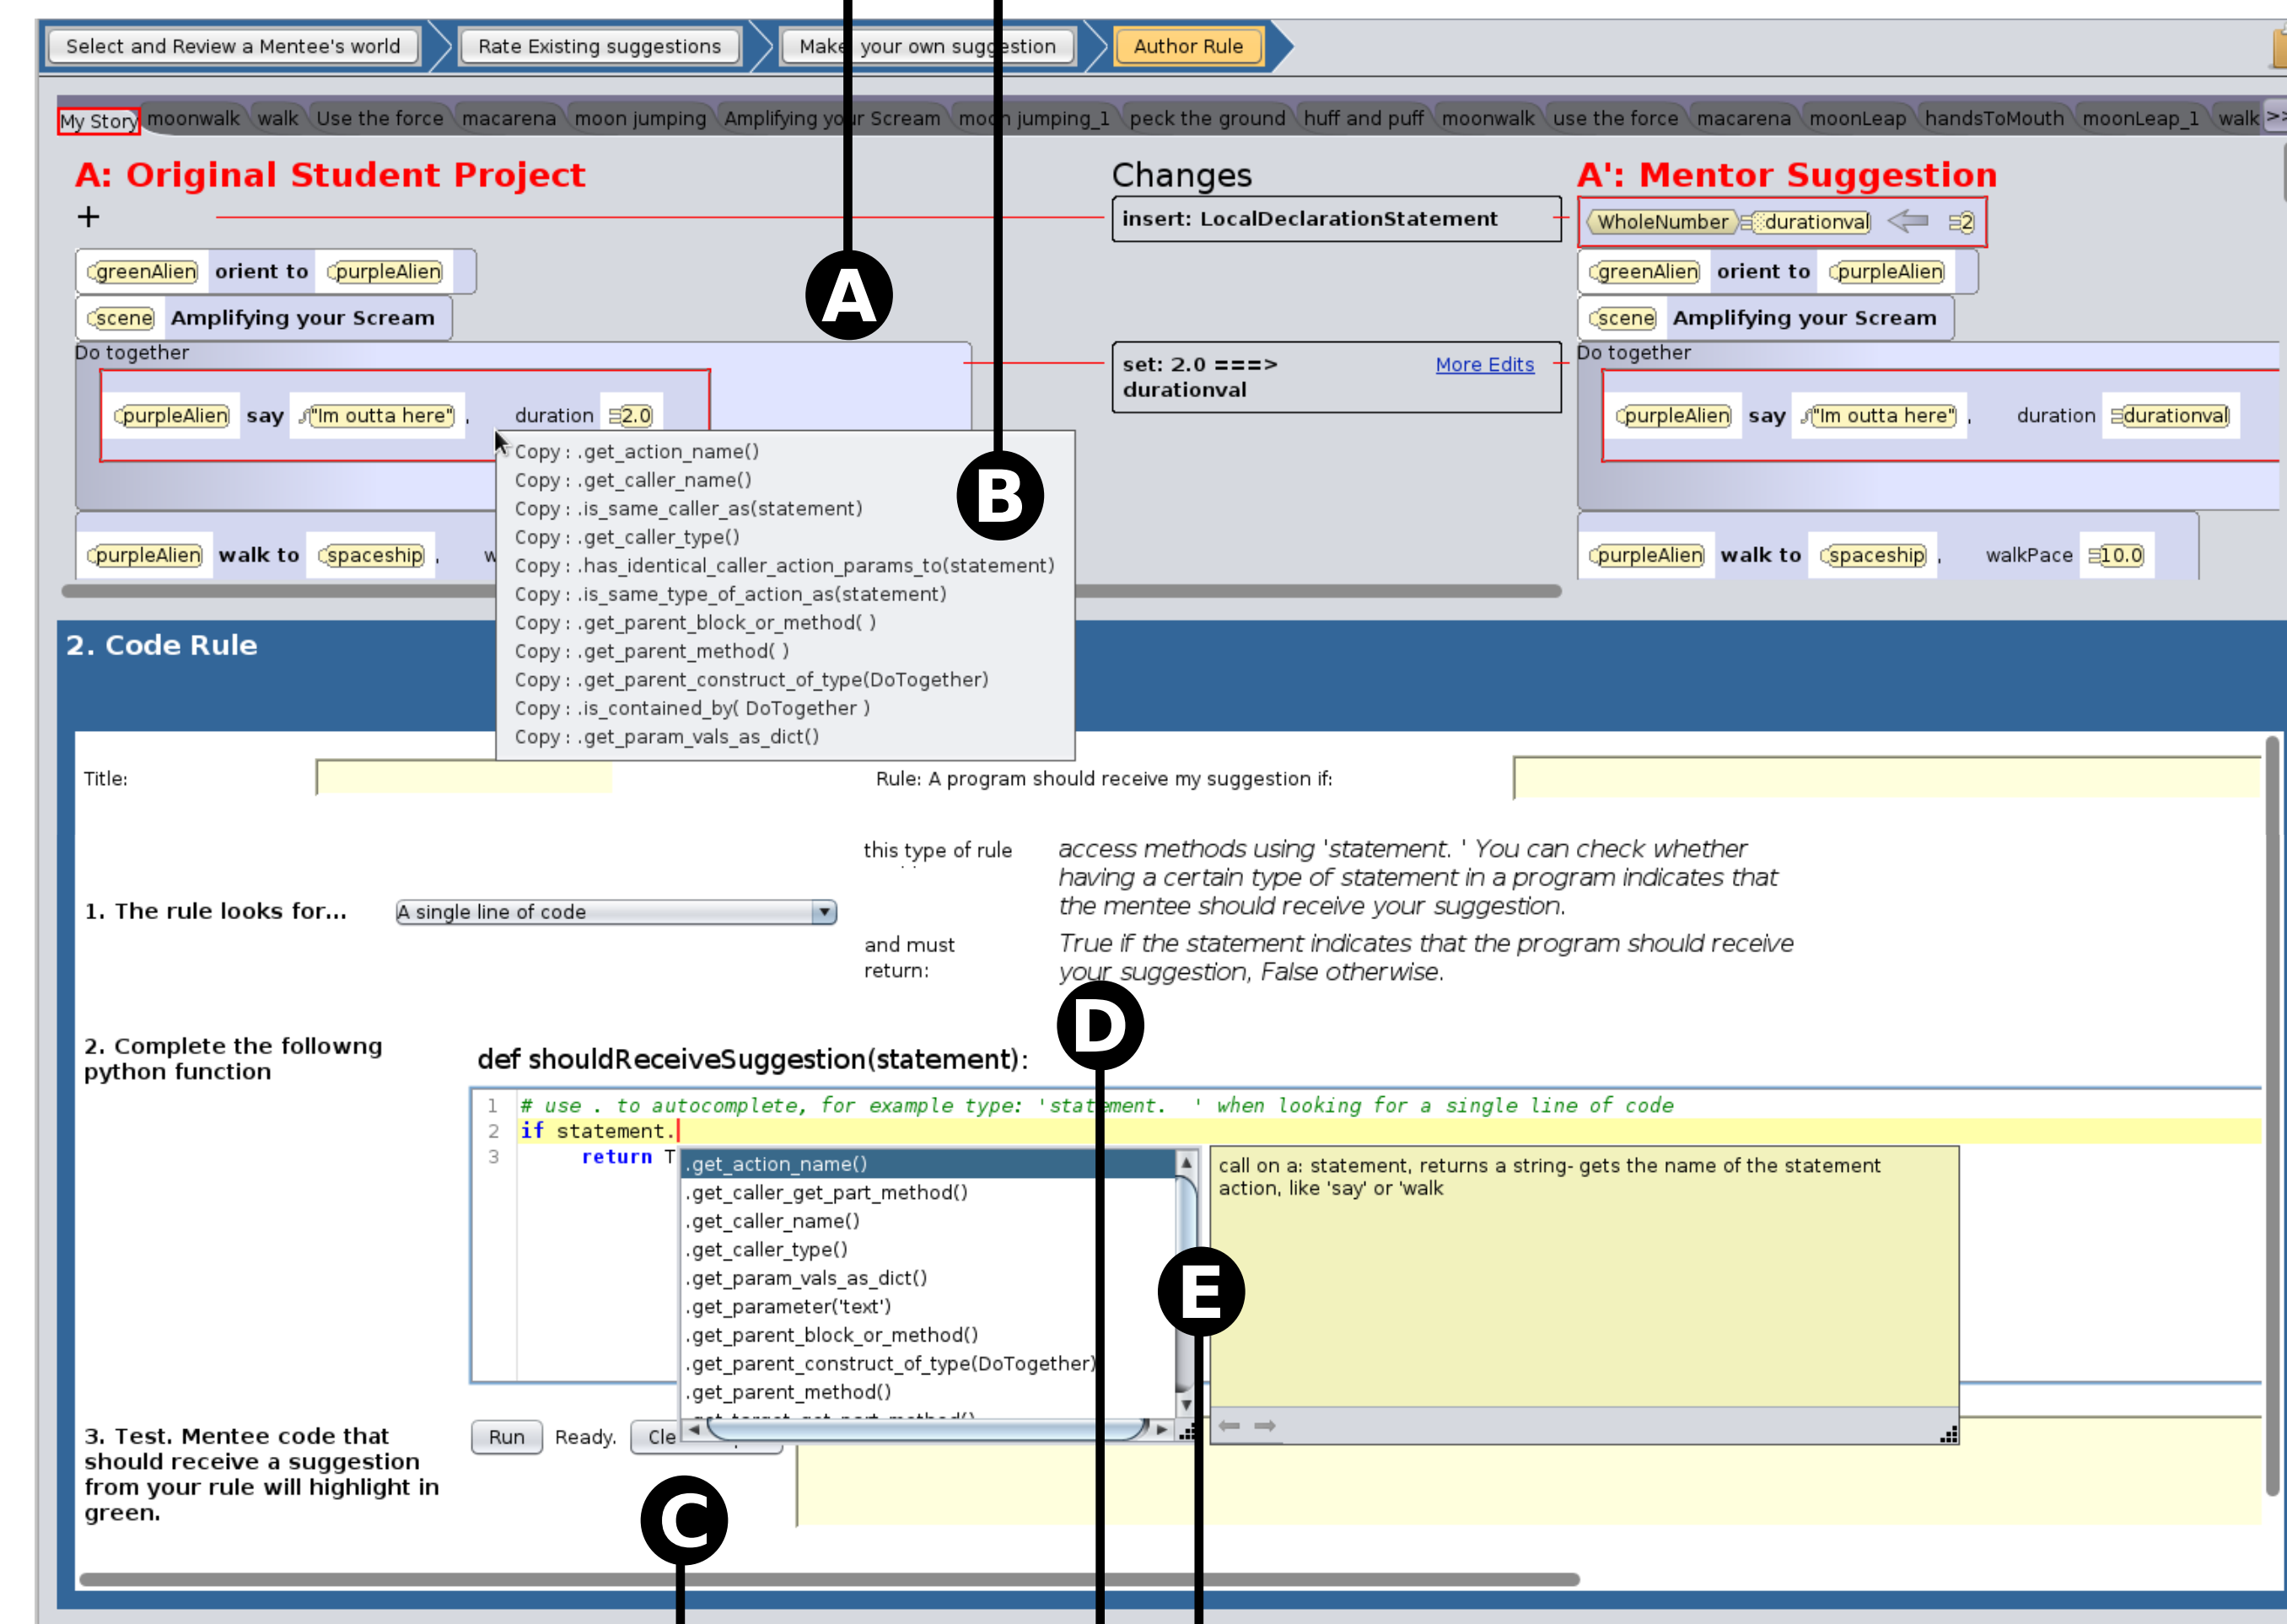 Select and Review a Mentee's world Rate Existing suggestions Make your own suggestion Author Rule
My Story moonwalk walk Use the force macarena moon jumping Amplifying your Scream moon jumping_1 peck the ground huff and puff moonwalk use the force macarena moonLeap handsToMouth moonLeap_1 walk >>
A: Original Student Project Changes A': Mentor Suggestion
+ insert: LocalDeclarationStatement WholeNumber durationval 2
greenAlien orient to purpleAlien greenAlien orient to purpleAlien
A
scene Amplifying your Scream scene Amplifying your Scream
Do together Do together
set: 2.0 ===> More Edits
durationval
purpleAlien say "Im outta here" , duration 2.0 purpleAlien say "Im outta here" , duration durationval
Copy : .get_action_name()
Copy : .get_caller_name()
B
Copy : .is_same_caller_as(statement)
Copy : .get_caller_type()
purpleAlien walk to spaceship , w purpleAlien walk to spaceship , walkPace 10.0
Copy : .has_identical_caller_action_params_to(statement)
Copy : .is_same_type_of_action_as(statement)
Copy : .get_parent_block_or_method( )
2. Code Rule
Copy : .get_parent_method( )
Copy : .get_parent_construct_of_type(DoTogether)
Copy : .is_contained_by( DoTogether )
Copy : .get_param_vals_as_dict()
Title: Rule: A program should receive my suggestion if:
this type of rule access methods using 'statement. ' You can check whether
having a certain type of statement in a program indicates that
the mentee should receive your suggestion.
1. The rule looks for... A single line of code
and must True if the statement indicates that the program should receive
return: your suggestion, False otherwise.
D
2. Complete the followng
python function
def shouldReceiveSuggestion(statement):
1 # use . to autocomplete, for example type: 'statement. ' when looking for a single line of code
2 if statement.
3 return T
.get_action_name()
.get_caller_get_part_method()
.get_caller_name()
.get_caller_type()
.get_param_vals_as_dict()
.get_parameter('text')
.get_parent_block_or_method()
.get_parent_construct_of_type(DoTogether)
.get_parent_method()
call on a: statement, returns a string- gets the name of the statement
action, like 'say' or 'walk
E
3. Test. Mentee code that
should receive a suggestion
from your rule will highlight in
green.
Run Ready. Cle
C